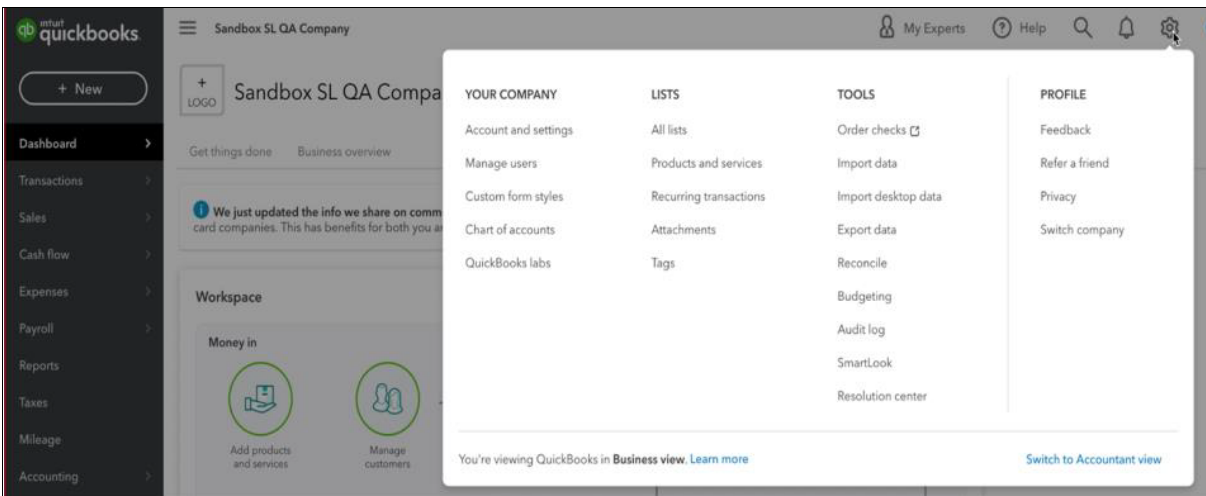 qb intuit quickbooks.
Sandbox SL QA Company
My Experts
Help
+ New
+ LOGO
Sandbox SL QA Compa
Get things done
Business overview
Dashboard
Transactions
Sales
Cash flow
Expenses
Payroll
Reports
Taxes
Mileage
Accounting
We just updated the info we share on comm
card companies. This has benefits for both you a
Workspace
Money in
Add products
and services
Manage
customers
YOUR COMPANY
Account and settings
Manage users
Custom form styles
Chart of accounts
QuickBooks labs
LISTS
All lists
Products and services
Recurring transactions
Attachments
Tags
TOOLS
Order checks
Import data
Import desktop data
Export data
Reconcile
Budgeting
Audit log
SmartLook
Resolution center
PROFILE
Feedback
Refer a friend
Privacy
Switch company
You're viewing QuickBooks in Business view. Learn more
Switch to Accountant view